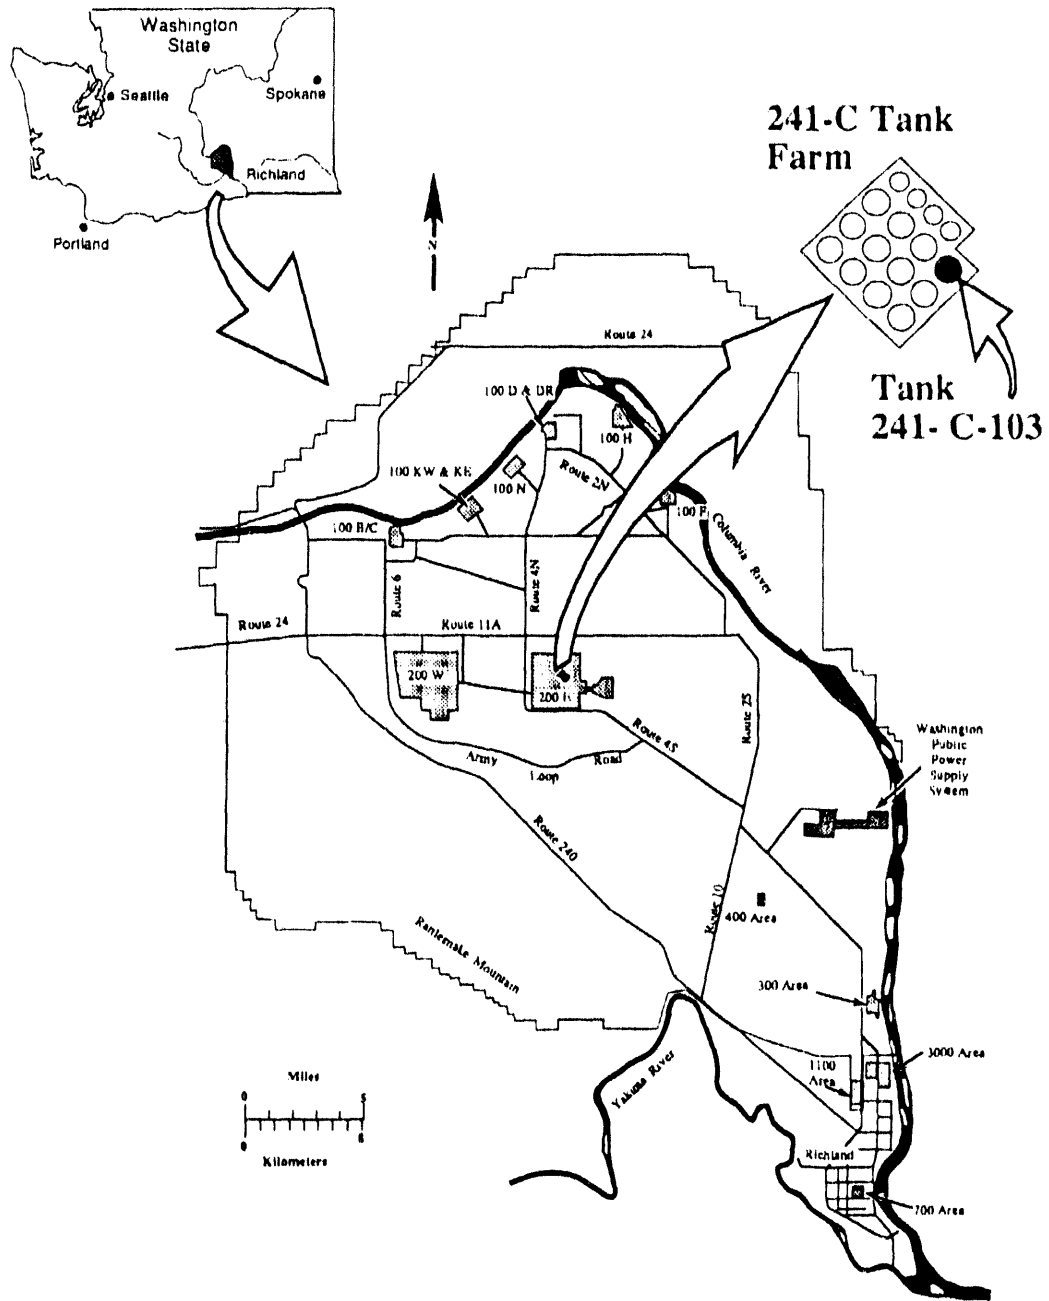 Washington
State
Seattle
Spokane
Richland
Portland
N
241-C Tank
Farm
Tank
241- C-103
Route 24
100 D & DR
100 H
100 KW & KE
100 N
Route 2N
100 F
100 B/C
Columbia River
Route 6
Route 4N
Route 24
Route 11A
200 W
200 E
Route 2S
Route 4S
Army
Loop
Road
Washington
Public
Power
Supply
System
Route 240
Route 10
400 Area
Rattlesnake Mountain
300 Area
3000 Area
1100
Area
Yakima River
Miles
0
5
0
Kilometers
Richland
700 Area